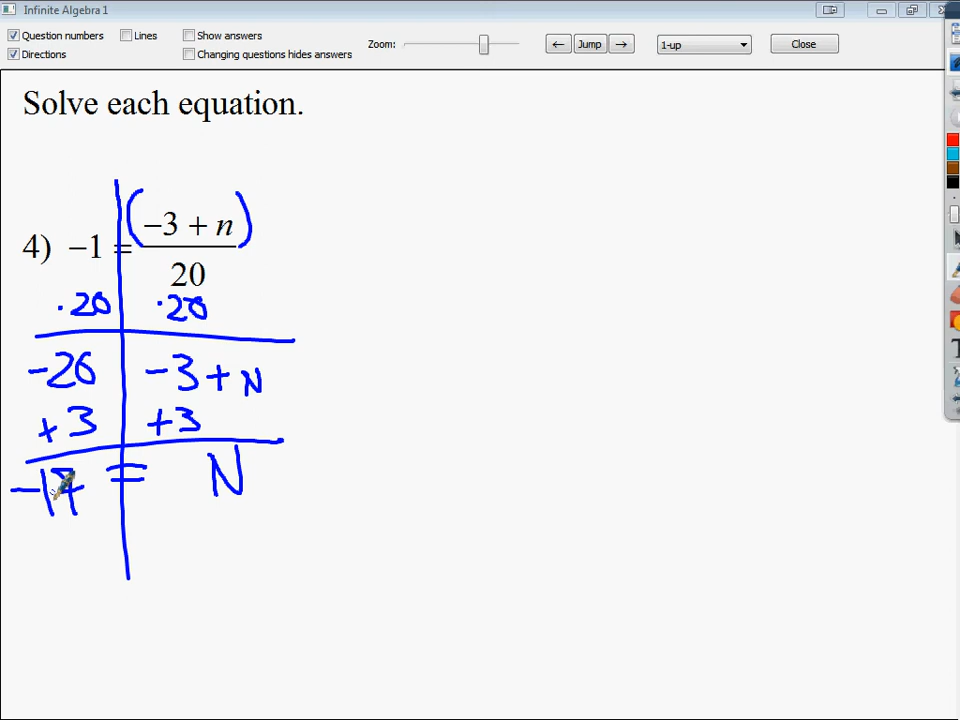 Infinite Algebra 1
Question numbers Lines Show answers
Directions Changing questions hides answers
Zoom: ← Jump → 1-up Close
Solve each equation.
4) −1 = (−3 + n)/20
·20 ·20
-20 -3+N
+3 +3
-17 = N
T